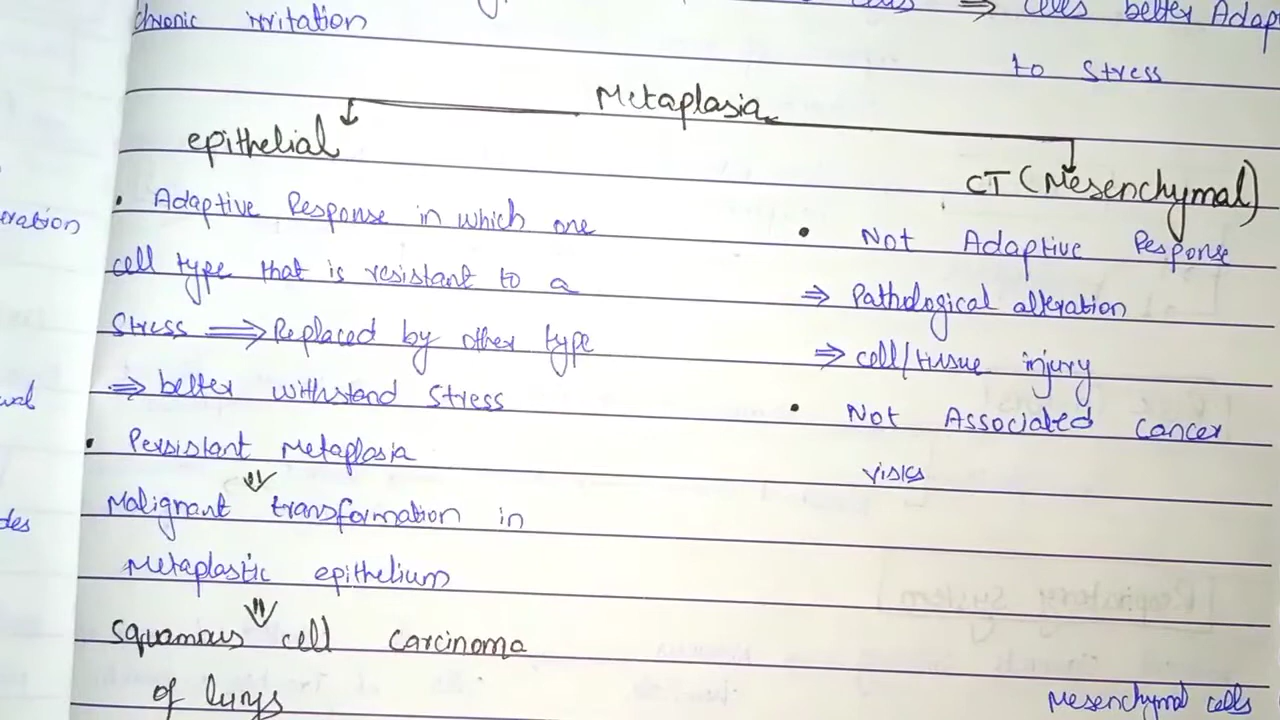 chronic irritation
⇒ cells better Adap
to Stress
Metaplasia
epithelial
• Adaptive Response in which one
cell type that is resistant to a
Stress ⟹ Replaced by other type
⇒ better withstand Stress
• Persistant Metaplasia
⇓
Malignant transformation in
Metaplastic epithelium
⇓
Squamous cell carcinoma
of lungs
CT (Mesenchymal)
• Not Adaptive Response
⇒ Pathological alteration
⇒ cell/tissue injury
• Not Associated cancer
risks
Mesenchymal cells
eration
des